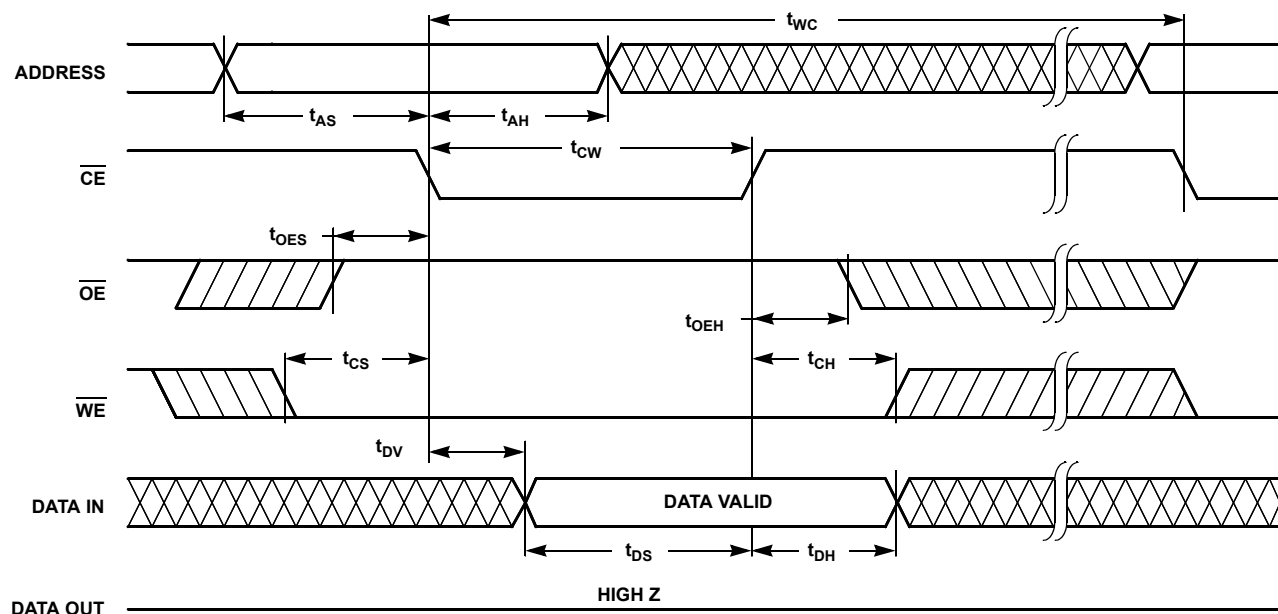 tWC
ADDRESS
tAS
tAH
tCW
CE
tOES
OE
tOEH
tCS
tCH
WE
tDV
DATA IN
DATA VALID
tDS
tDH
HIGH Z
DATA OUT